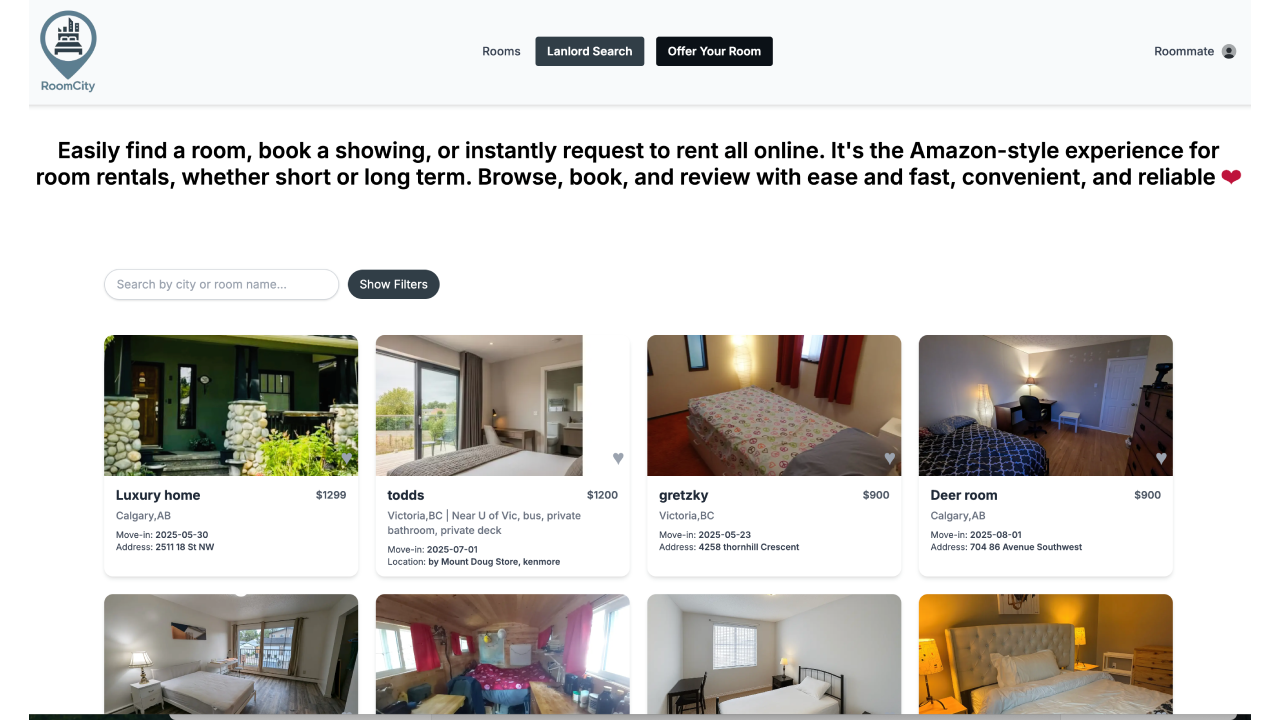 RoomCity
Rooms
Lanlord Search
Offer Your Room
Roommate
Easily find a room, book a showing, or instantly request to rent all online. It's the Amazon-style experience for
room rentals, whether short or long term. Browse, book, and review with ease and fast, convenient, and reliable ❤
Search by city or room name...
Show Filters
Luxury home
$1299
Calgary,AB
Move-in: 2025-05-30
Address: 2511 18 St NW
todds
$1200
Victoria,BC | Near U of Vic, bus, private
bathroom, private deck
Move-in: 2025-07-01
Location: by Mount Doug Store, kenmore
gretzky
$900
Victoria,BC
Move-in: 2025-05-23
Address: 4258 thornhill Crescent
Deer room
$900
Calgary,AB
Move-in: 2025-08-01
Address: 704 86 Avenue Southwest